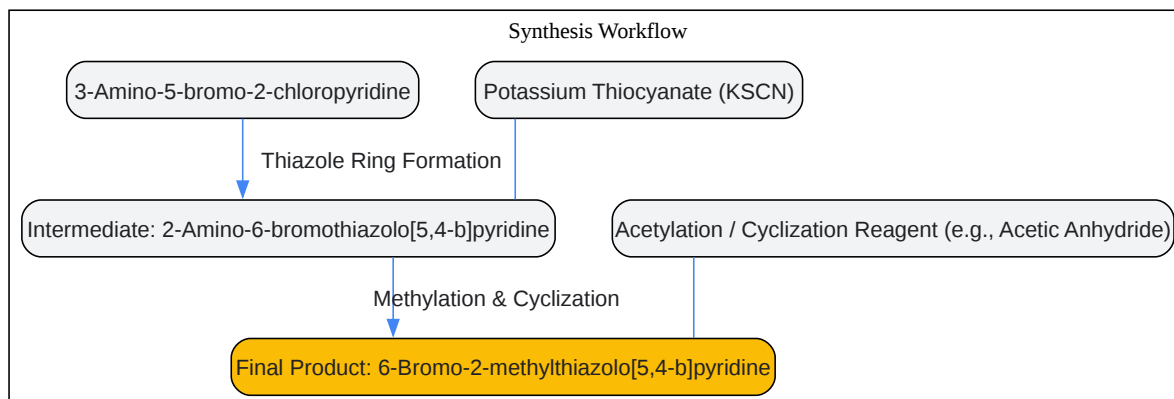 Synthesis Workflow
3-Amino-5-bromo-2-chloropyridine
Potassium Thiocyanate (KSCN)
Thiazole Ring Formation
Intermediate: 2-Amino-6-bromothiazolo[5,4-b]pyridine
Acetylation / Cyclization Reagent (e.g., Acetic Anhydride)
Methylation & Cyclization
Final Product: 6-Bromo-2-methylthiazolo[5,4-b]pyridine